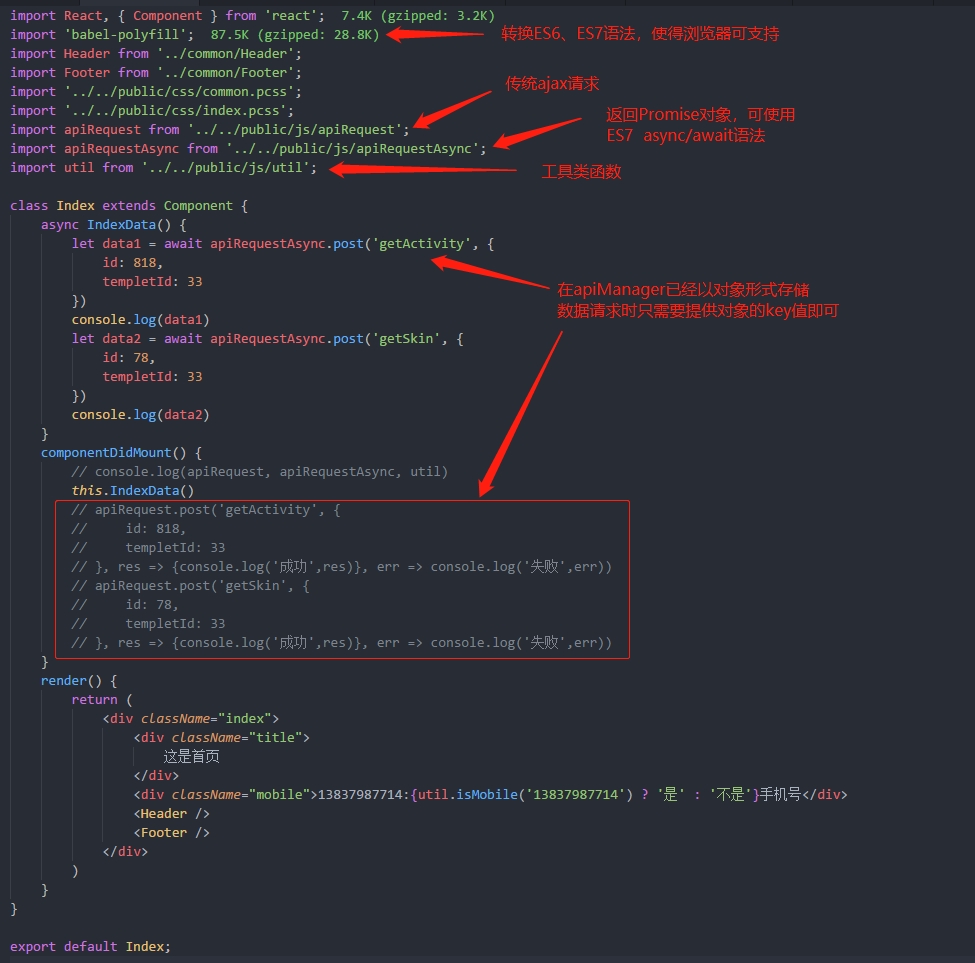 import React, { Component } from 'react';  7.4K (gzipped: 3.2K)
import 'babel-polyfill';  87.5K (gzipped: 28.8K)
转换ES6、ES7语法，使得浏览器可支持
import Header from '../common/Header';
import Footer from '../common/Footer';
传统ajax请求
import '../../public/css/common.pcss';
import '../../public/css/index.pcss';
返回Promise对象，可使用
ES7 async/await语法
import apiRequest from '../../public/js/apiRequest';
import apiRequestAsync from '../../public/js/apiRequestAsync';
import util from '../../public/js/util';
工具类函数
class Index extends Component {
    async IndexData() {
        let data1 = await apiRequestAsync.post('getActivity', {
            id: 818,
            templetId: 33
        })
在apiManager已经以对象形式存储
数据请求时只需要提供对象的key值即可
        console.log(data1)
        let data2 = await apiRequestAsync.post('getSkin', {
            id: 78,
            templetId: 33
        })
        console.log(data2)
    }
    componentDidMount() {
        // console.log(apiRequest, apiRequestAsync, util)
        this.IndexData()
        // apiRequest.post('getActivity', {
        //     id: 818,
        //     templetId: 33
        // }, res => {console.log('成功',res)}, err => console.log('失败',err))
        // apiRequest.post('getSkin', {
        //     id: 78,
        //     templetId: 33
        // }, res => {console.log('成功',res)}, err => console.log('失败',err))
    }
    render() {
        return (
            <div className="index">
                <div className="title">
                    这是首页
                </div>
                <div className="mobile">13837987714:{util.isMobile('13837987714') ? '是' : '不是'}手机号</div>
                <Header />
                <Footer />
            </div>
        )
    }
}
export default Index;